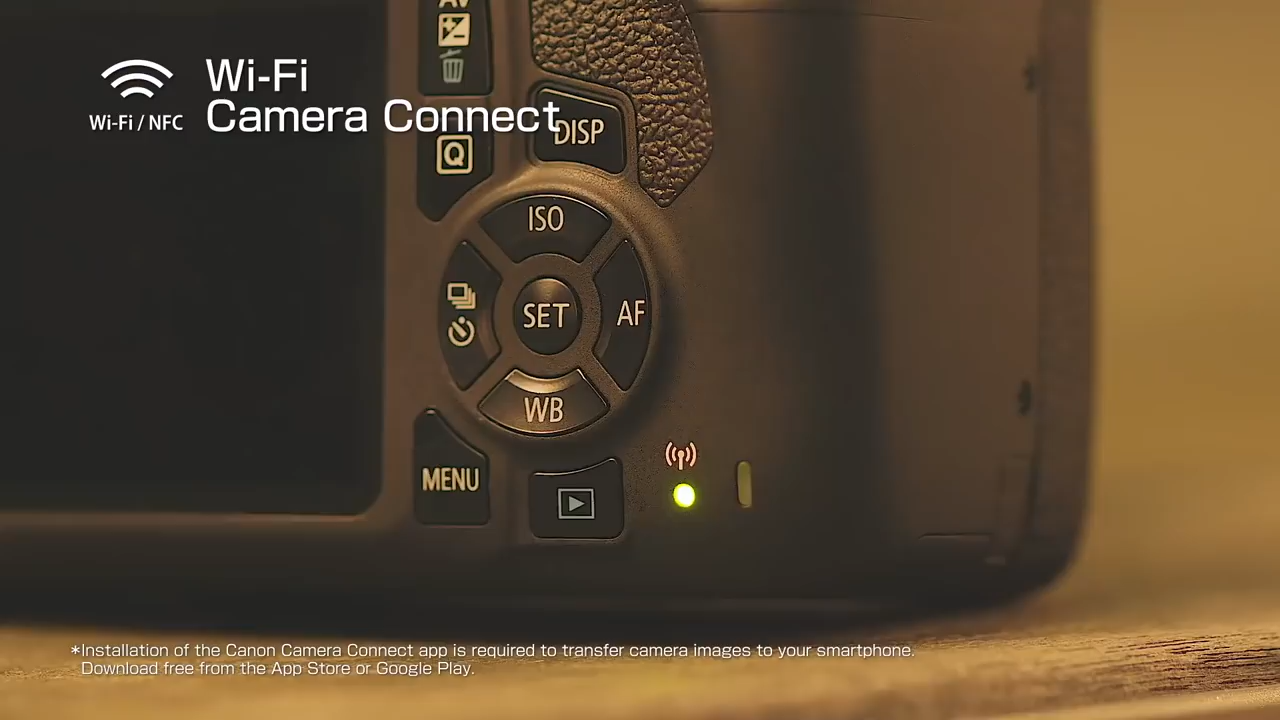 Av
Wi-Fi
Wi-Fi / NFC
Camera Connect
DISP
Q
ISO
SET
AF
WB
MENU
*Installation of the Canon Camera Connect app is required to transfer camera images to your smartphone.
Download free from the App Store or Google Play.